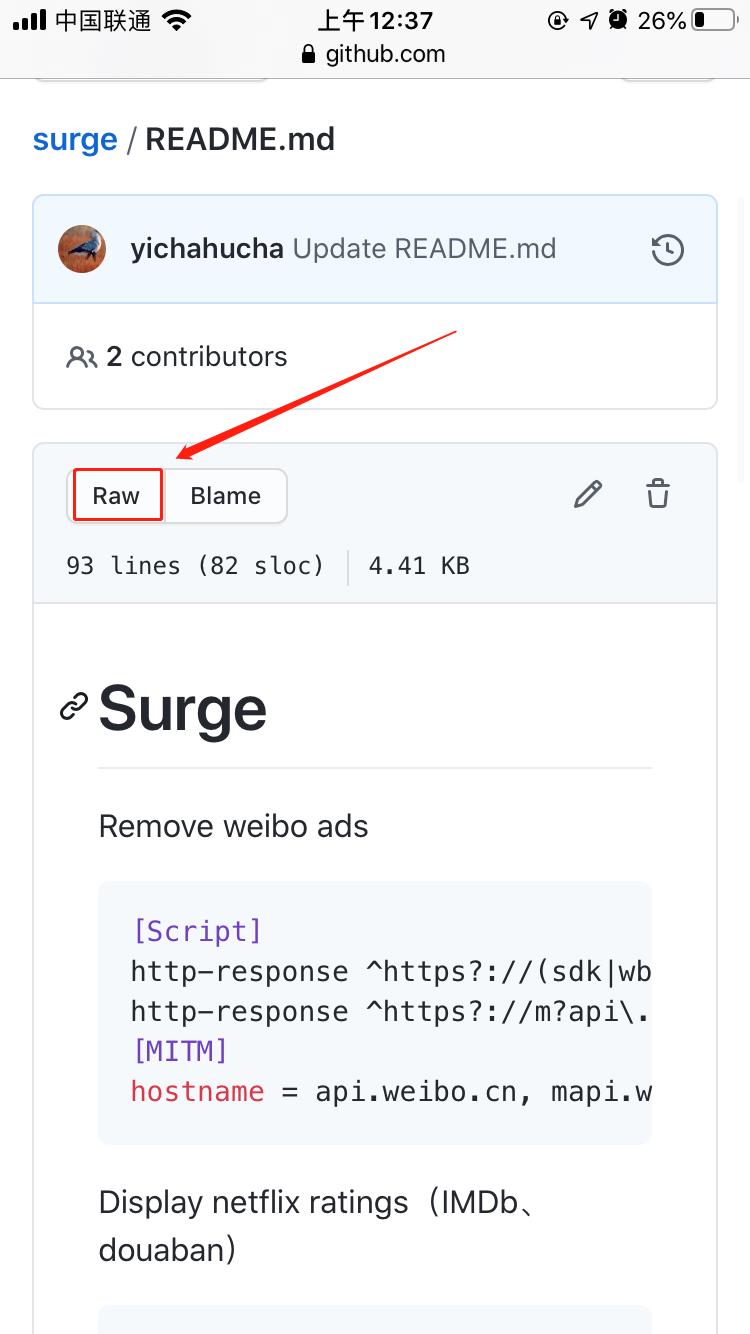 中国联通 上午12:37 26%
github.com
surge / README.md
yichahucha Update README.md
2 contributors
Raw Blame
93 lines (82 sloc) 4.41 KB
Surge
Remove weibo ads
[Script]
http-response ^https?://(sdk|wb
http-response ^https?://m?api\.
[MITM]
hostname = api.weibo.cn, mapi.w
Display netflix ratings（IMDb、
douaban）